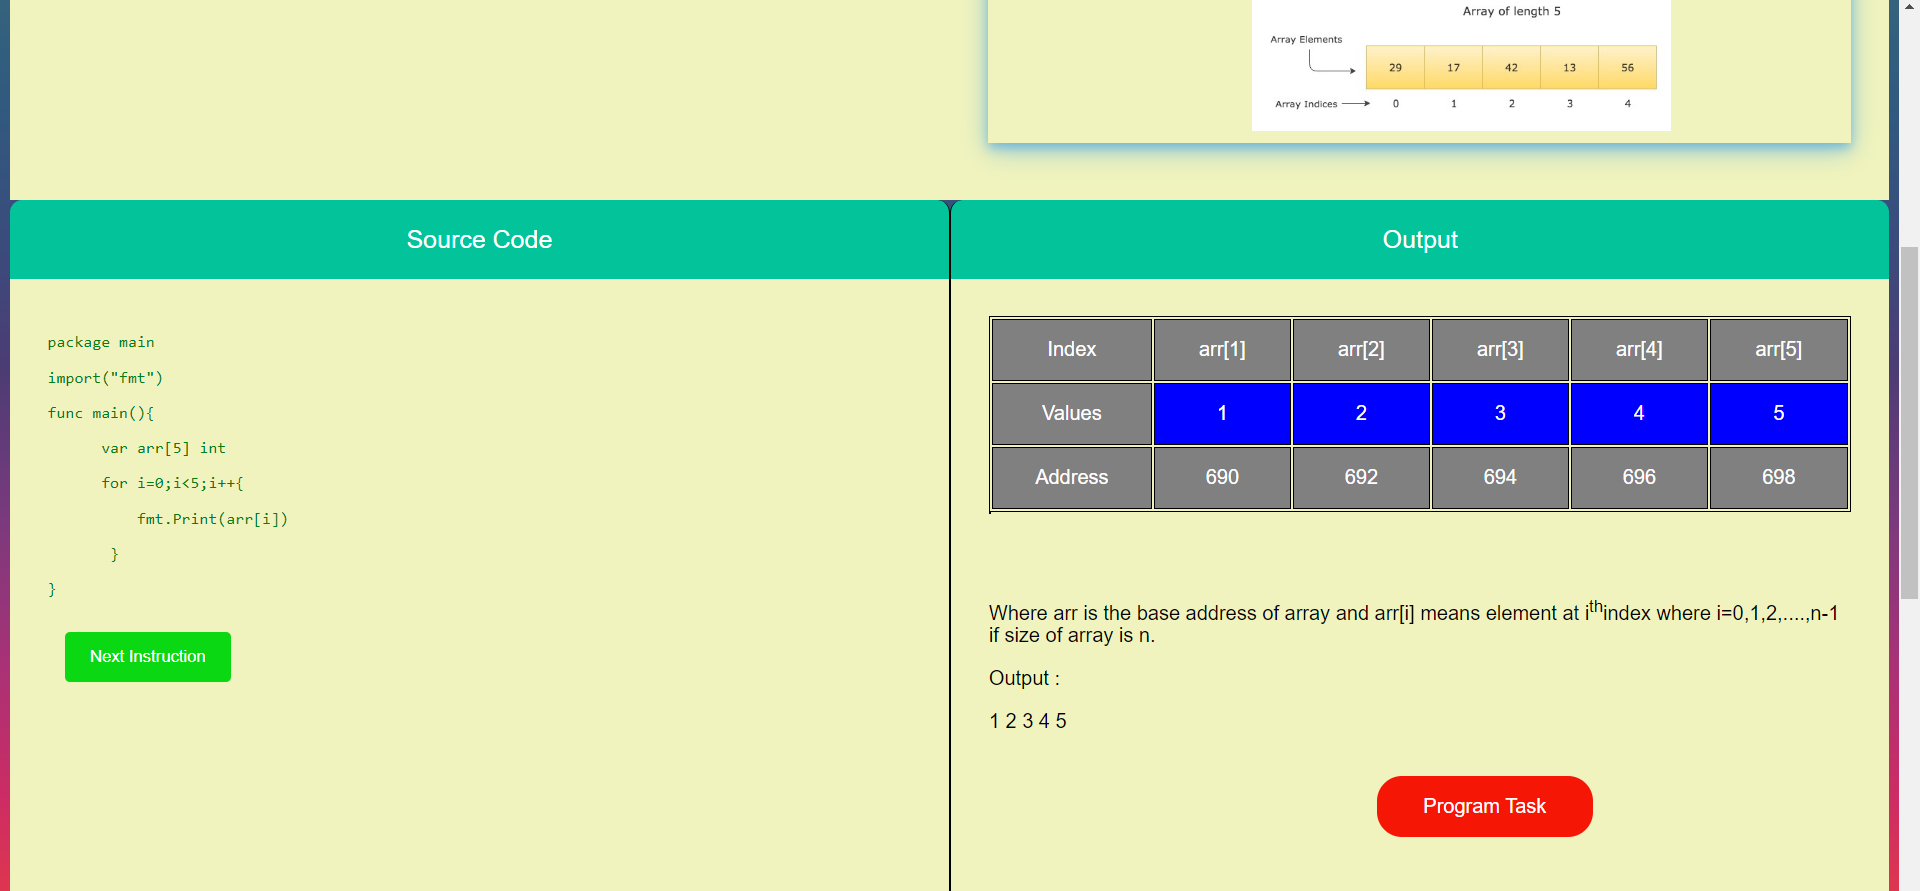 Array of length 5
Array Elements
29 17 42 13 56
Array Indices 0 1 2 3 4
Source Code
package main
import("fmt")
func main(){
var arr[5] int
for i=0;i<5;i++{
fmt.Print(arr[i])
}
}
Next Instruction
Output
Index arr[1] arr[2] arr[3] arr[4] arr[5]
Values 1 2 3 4 5
Address 690 692 694 696 698
Where arr is the base address of array and arr[i] means element at ithindex where i=0,1,2,....,n-1
if size of array is n.
Output :
1 2 3 4 5
Program Task